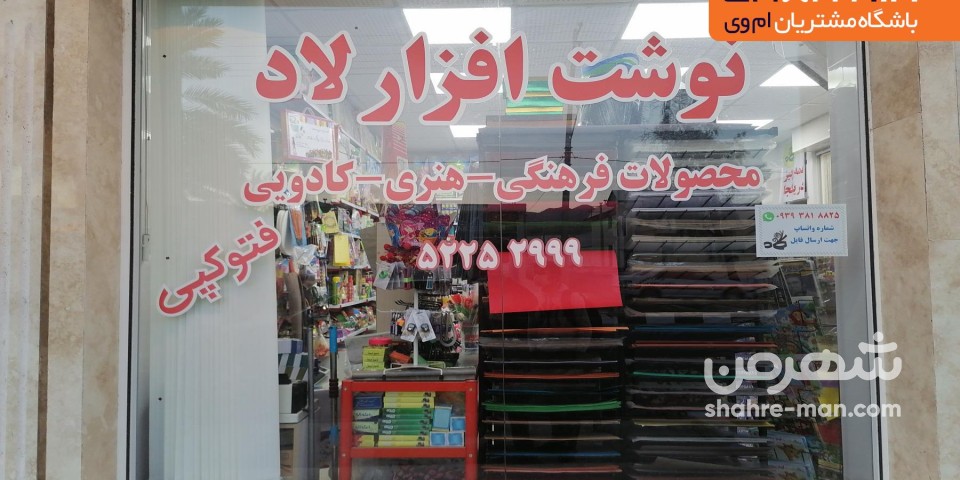 باشگاه مشتریان ام‌وی
نوشت افزار لاد
محصولات فرهنگی-هنری-کادویی
فتوکپی
۵۴۲۵ ۲۹۹۹
۰۹۳۹ ۳۸۱ ۸۸۲۵
شماره واتساپ
جهت ارسال فایل
شهرمن
shahre-man.com